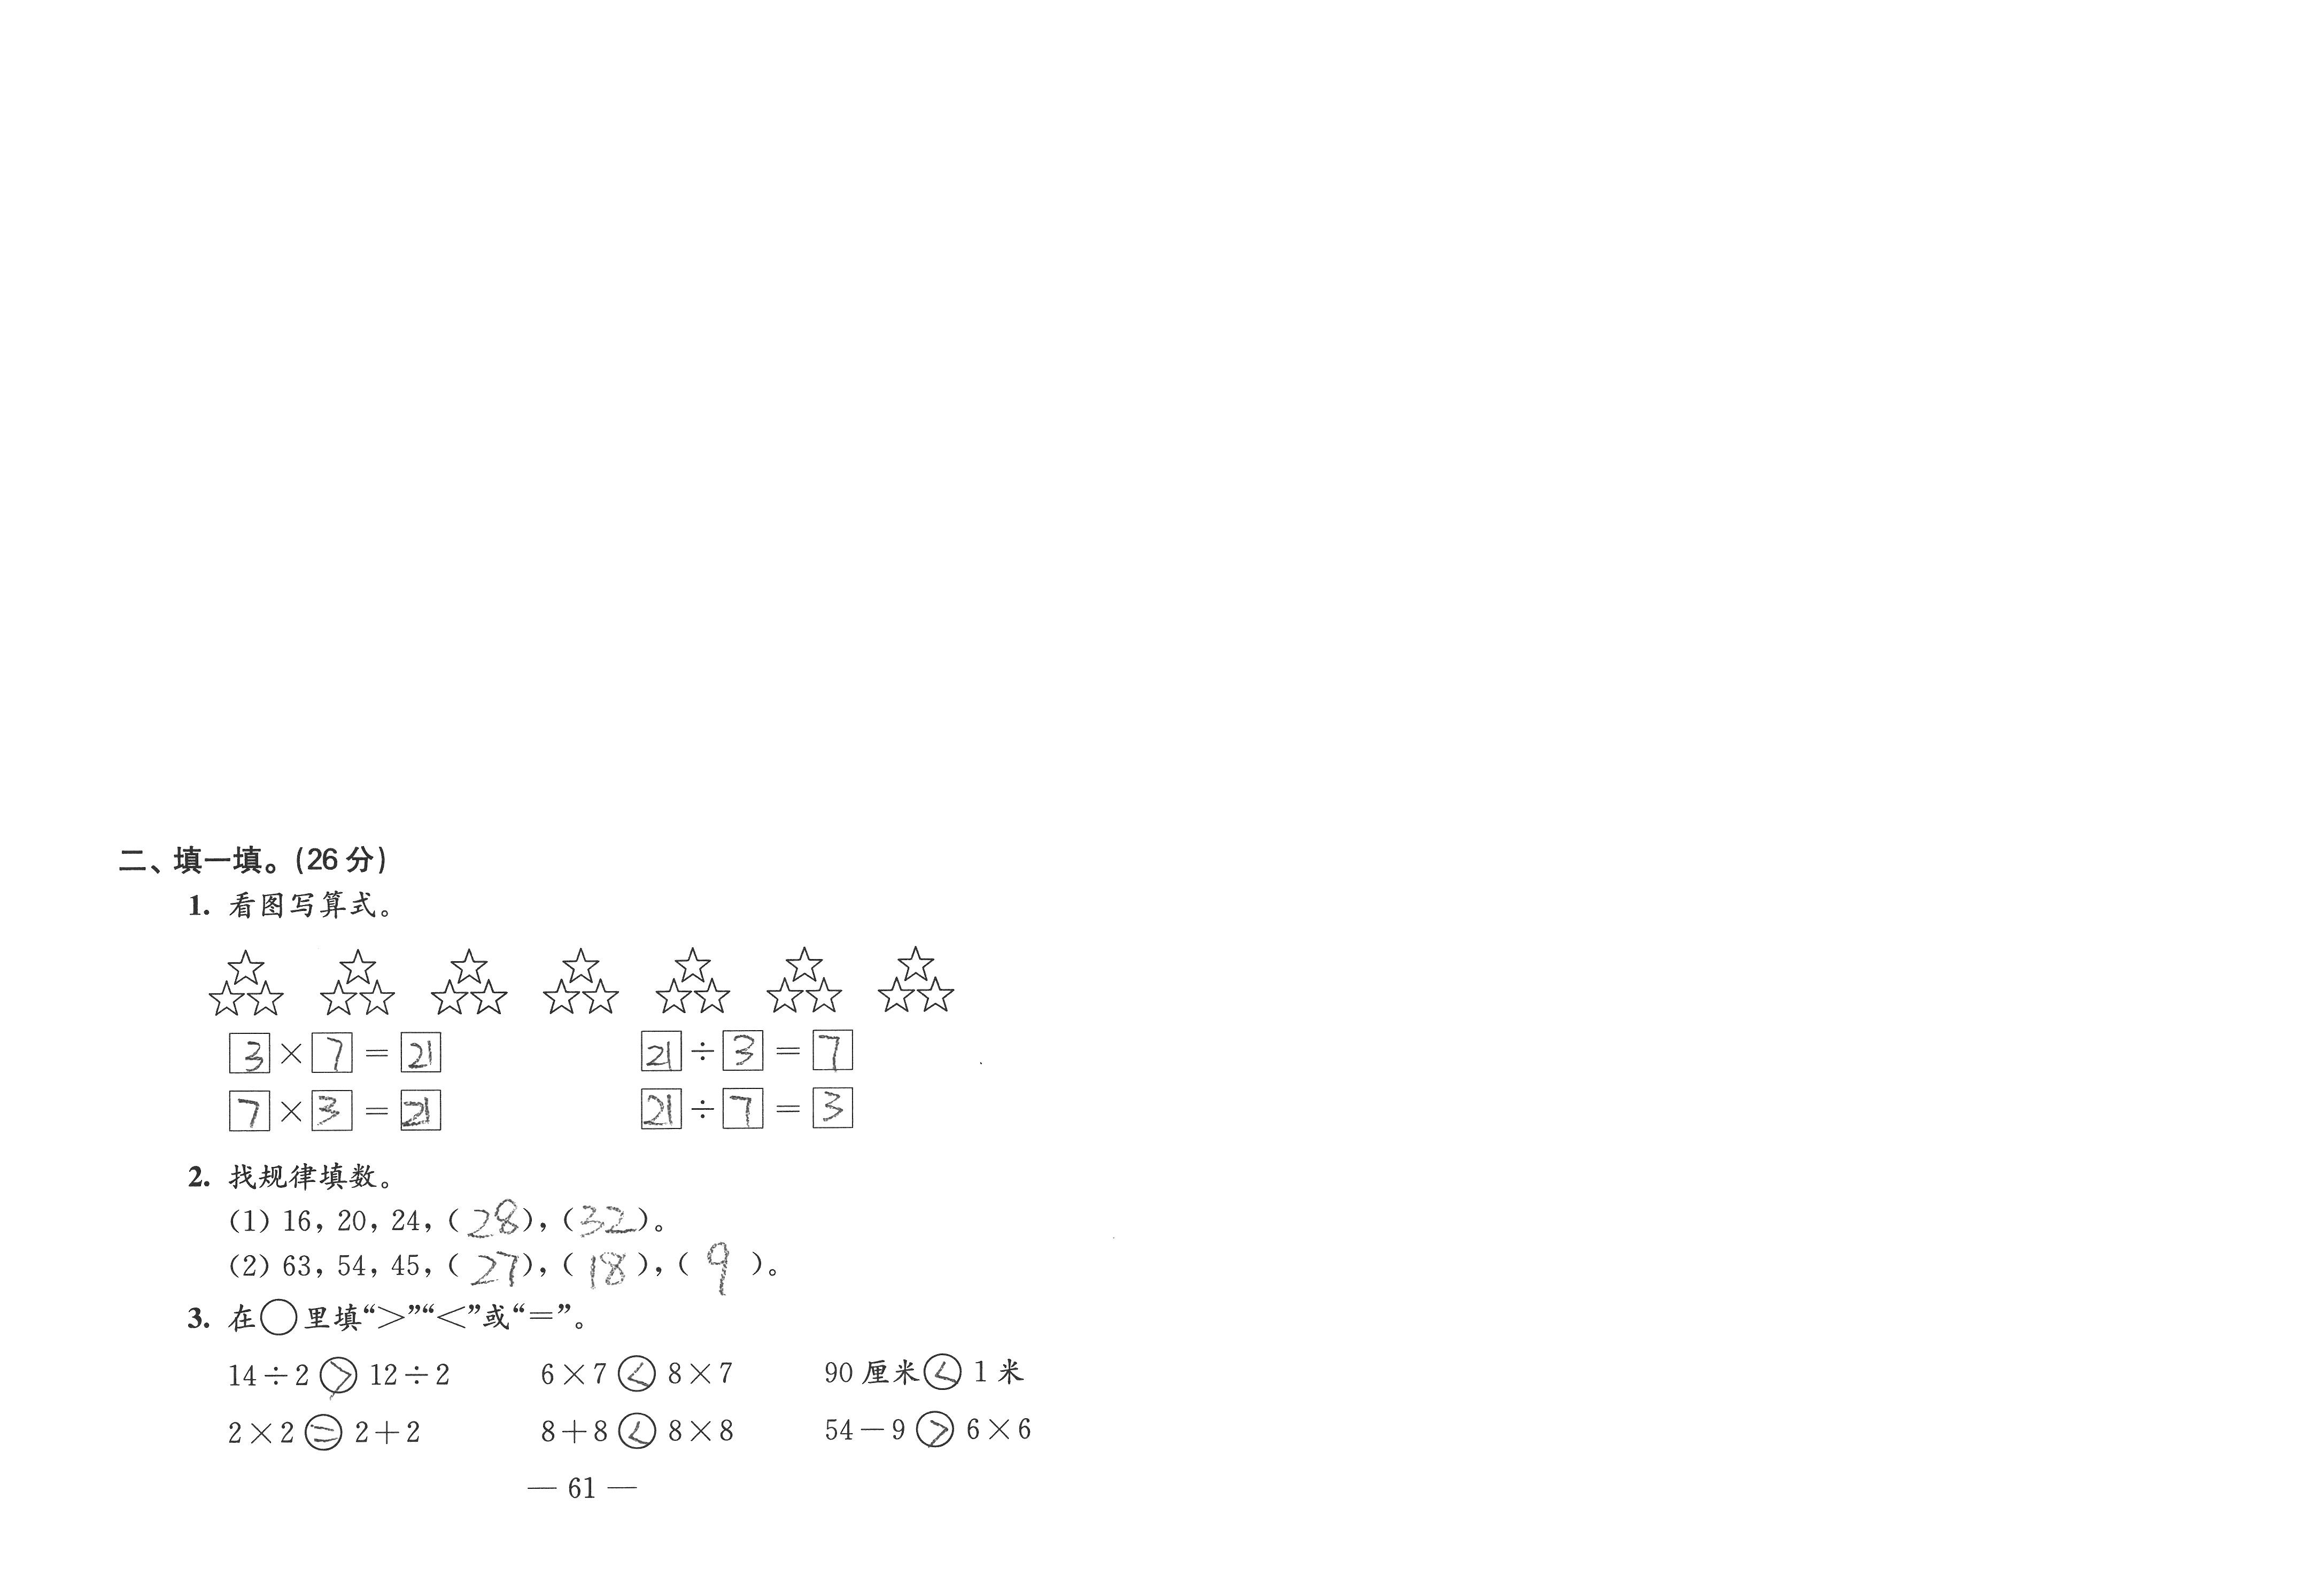 二、填一填。(26分)
1. 看图写算式。
3×7=21 21÷3=7
7×3=21 21÷7=3
2. 找规律填数。
(1) 16, 20, 24, (28), (32)。
(2) 63, 54, 45, (27), (18), (9)。
3. 在○里填“>”“<”或“=”。
14÷2>12÷2 6×7<8×7 90厘米<1米
2×2=2+2 8+8<8×8 54－9>6×6
— 61 —